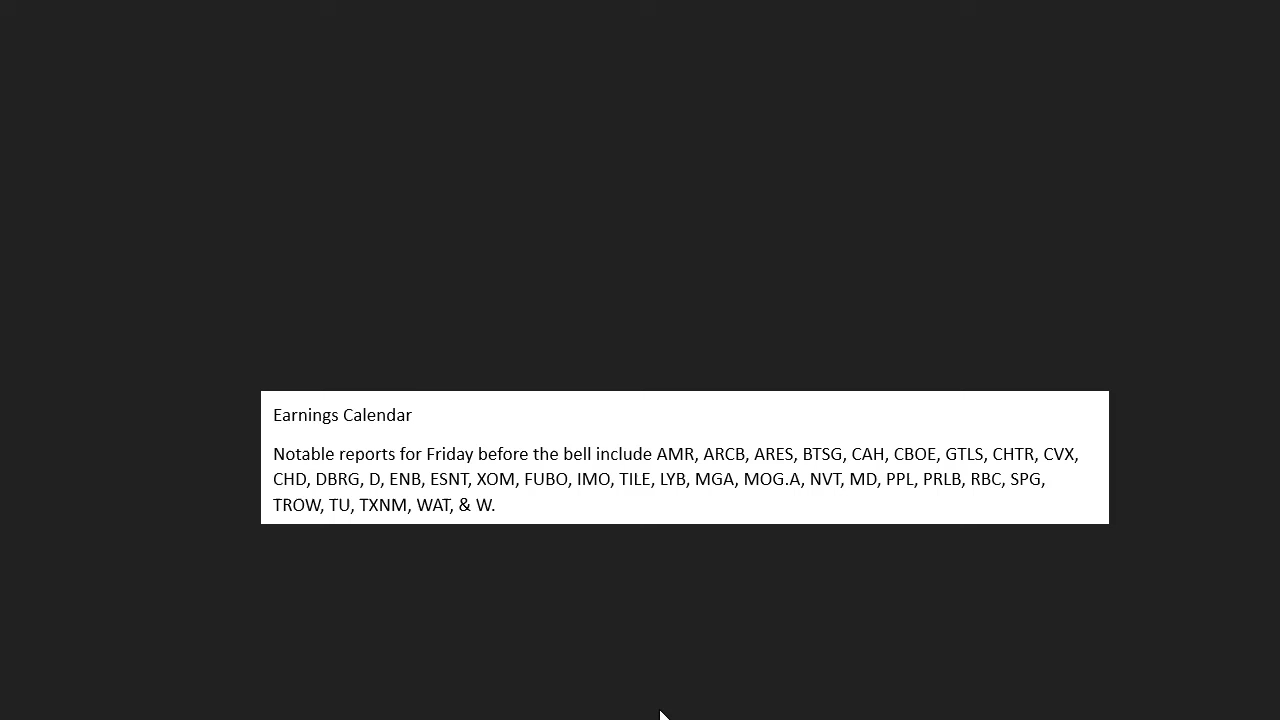 Earnings Calendar
Notable reports for Friday before the bell include AMR, ARCB, ARES, BTSG, CAH, CBOE, GTLS, CHTR, CVX,
CHD, DBRG, D, ENB, ESNT, XOM, FUBO, IMO, TILE, LYB, MGA, MOG.A, NVT, MD, PPL, PRLB, RBC, SPG,
TROW, TU, TXNM, WAT, & W.